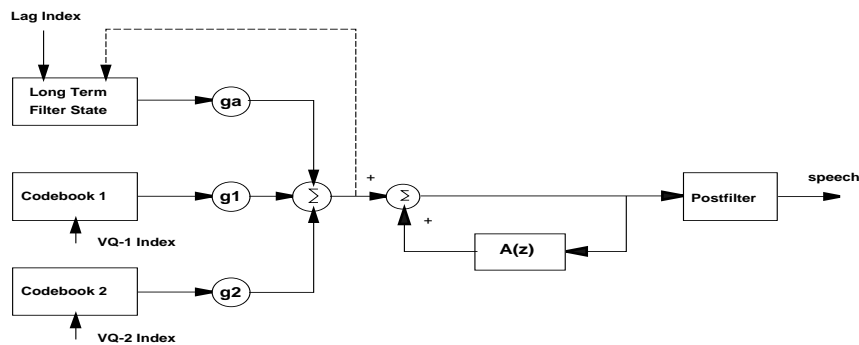 Lag Index
Long Term
Filter State
ga
+
speech
Codebook 1
g1
Σ
Σ
Postfilter
+
VQ-1 Index
A(z)
Codebook 2
g2
VQ-2 Index